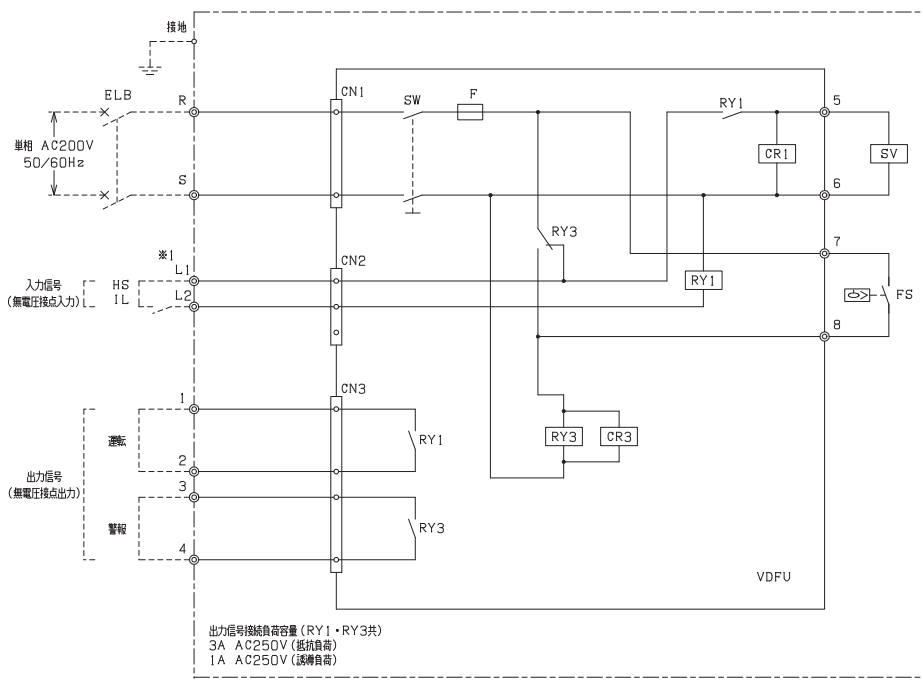 接地
ELB
R
CN1
SW
F
RY1
5
単相 AC200V
50/60Hz
CR1
SV
S
6
RY3
7
※1
L1
CN2
入力信号
(無電圧接点入力)
HS
IL
L2
RY1
FS
8
CN3
1
運転
RY1
RY3
CR3
2
出力信号
(無電圧接点出力)
3
警報
RY3
4
VDFU
出力信号接続負荷容量(RY1・RY3共)
3A AC250V(抵抗負荷)
1A AC250V(誘導負荷)